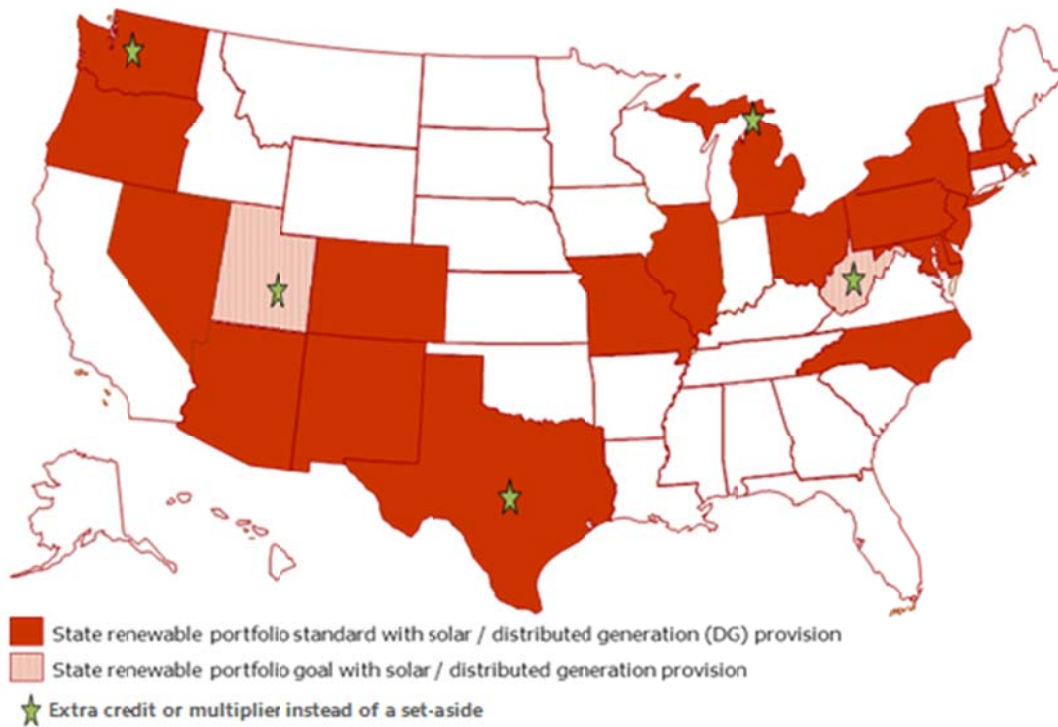 State renewable portfolio standard with solar / distributed generation (DG) provision
State renewable portfolio goal with solar / distributed generation provision
Extra credit or multiplier instead of a set-aside